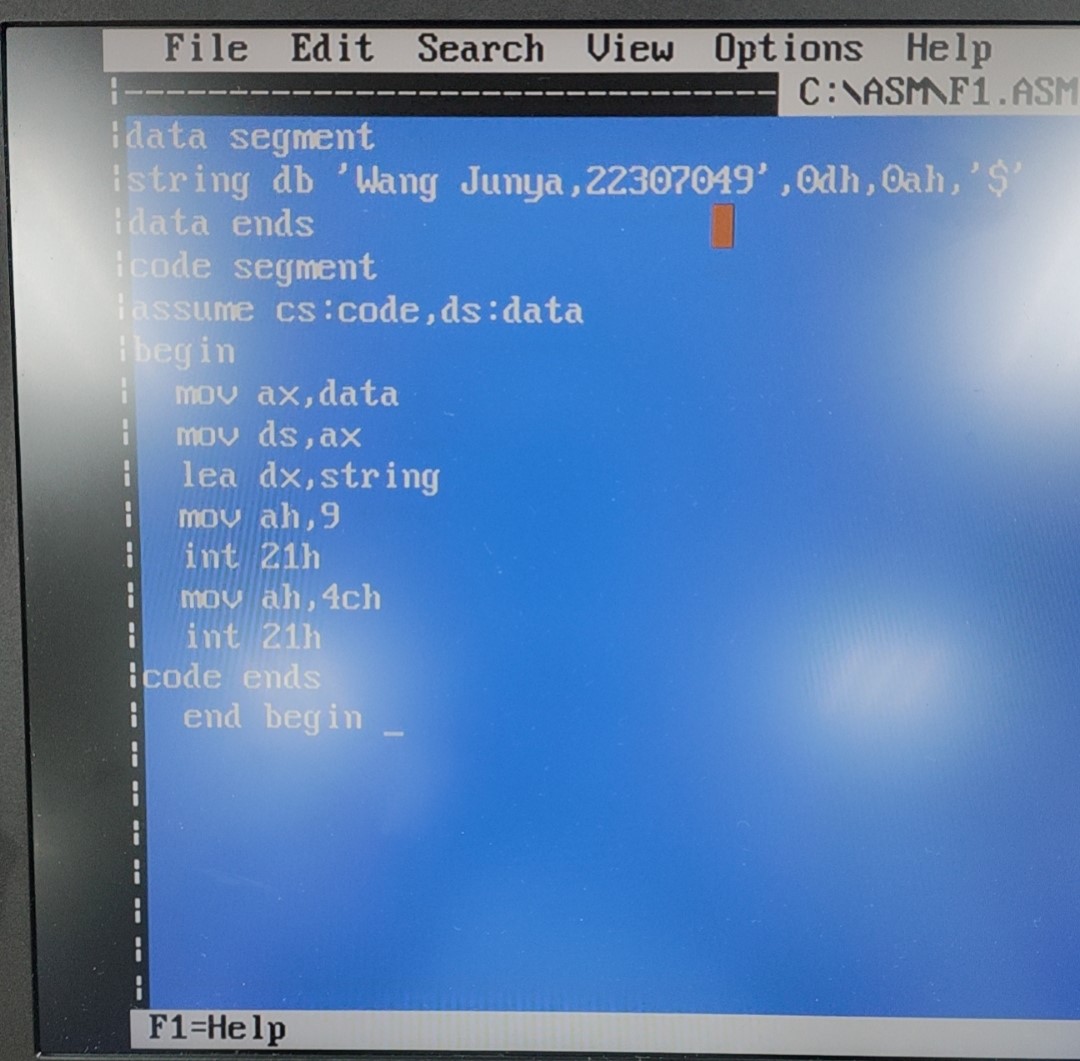 File Edit Search View Options Help
C:\ASM\F1.ASM
data segment
string db 'Wang Junya,22307049',0dh,0ah,'$'
data ends
code segment
assume cs:code,ds:data
begin
mov ax,data
mov ds,ax
lea dx,string
mov ah,9
int 21h
mov ah,4ch
int 21h
code ends
end begin _
F1=Help